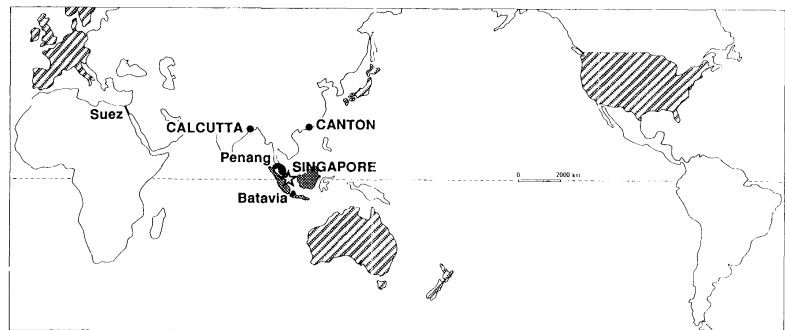 Suez
CALCUTTA
CANTON
Penang
SINGAPORE
0 2000 km
Batavia